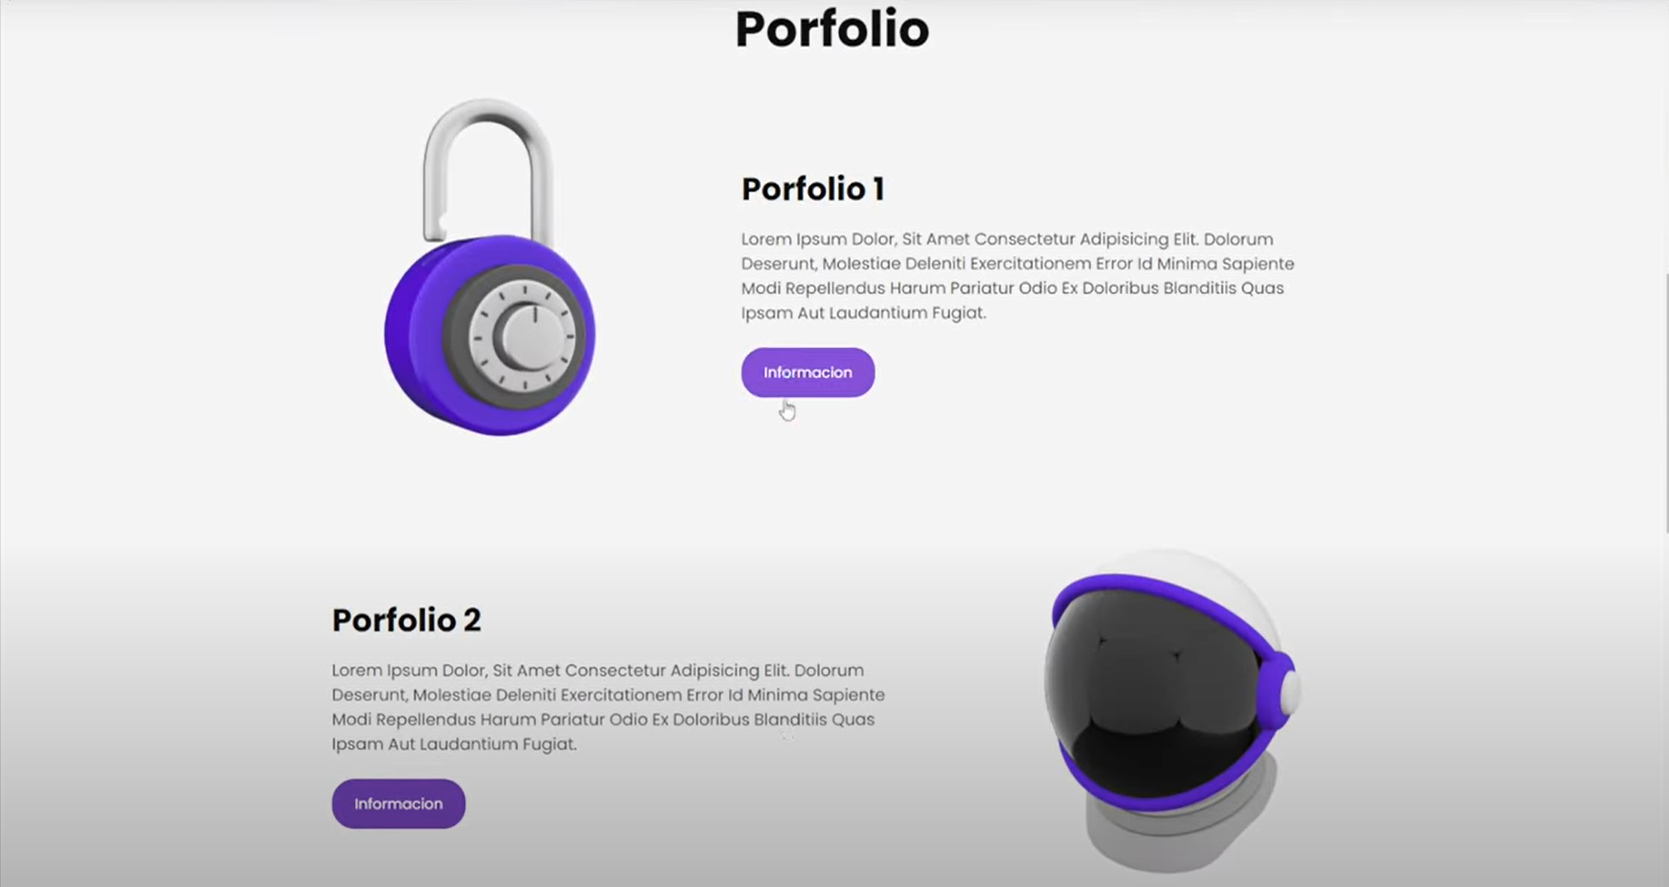 Porfolio
Porfolio 1
Lorem Ipsum Dolor, Sit Amet Consectetur Adipisicing Elit. Dolorum
Deserunt, Molestiae Deleniti Exercitationem Error Id Minima Sapiente
Modi Repellendus Harum Pariatur Odio Ex Doloribus Blanditiis Quas
Ipsam Aut Laudantium Fugiat.
Informacion
Porfolio 2
Lorem Ipsum Dolor, Sit Amet Consectetur Adipisicing Elit. Dolorum
Deserunt, Molestiae Deleniti Exercitationem Error Id Minima Sapiente
Modi Repellendus Harum Pariatur Odio Ex Doloribus Blanditiis Quas
Ipsam Aut Laudantium Fugiat.
Informacion